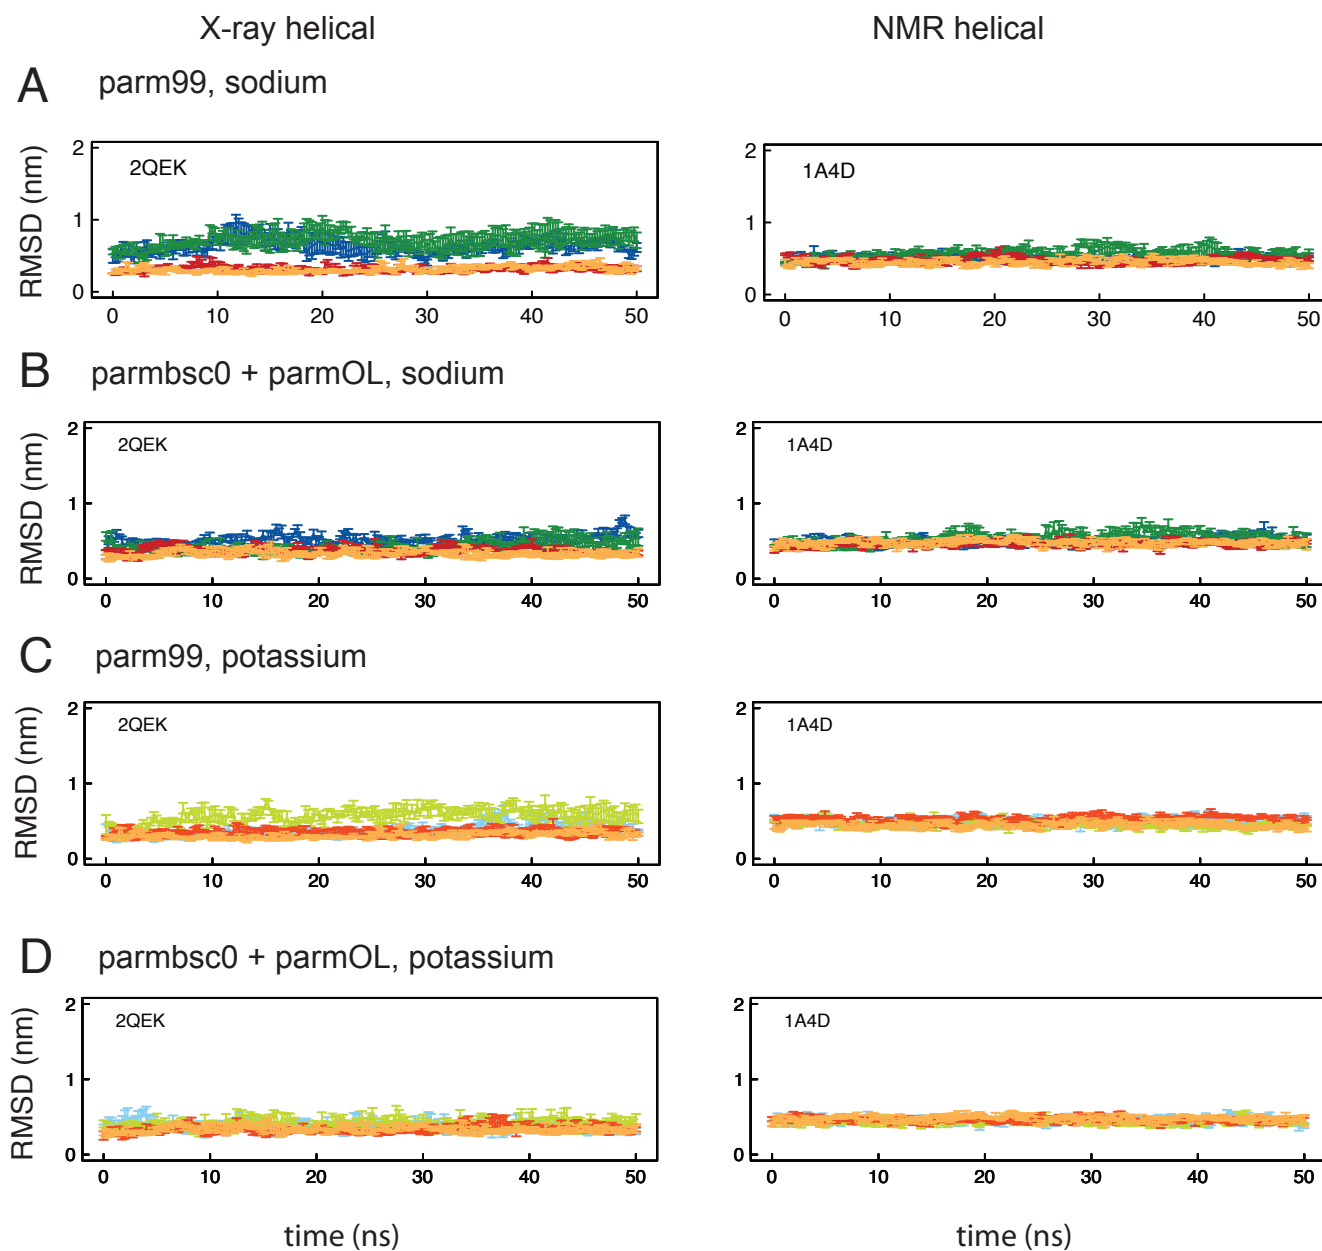 X-ray helical NMR helical
A parm99, sodium
RMSD (nm) 2 1 0 2QEK 0 10 20 30 40 50
2 1 0 1A4D 0 10 20 30 40 50
B parmbsc0 + parmOL, sodium
RMSD (nm) 2 1 0 2QEK 0 10 20 30 40 50
2 1 0 1A4D 0 10 20 30 40 50
C parm99, potassium
RMSD (nm) 2 1 0 2QEK 0 10 20 30 40 50
2 1 0 1A4D 0 10 20 30 40 50
D parmbsc0 + parmOL, potassium
RMSD (nm) 2 1 0 2QEK 0 10 20 30 40 50
2 1 0 1A4D 0 10 20 30 40 50
time (ns) time (ns)